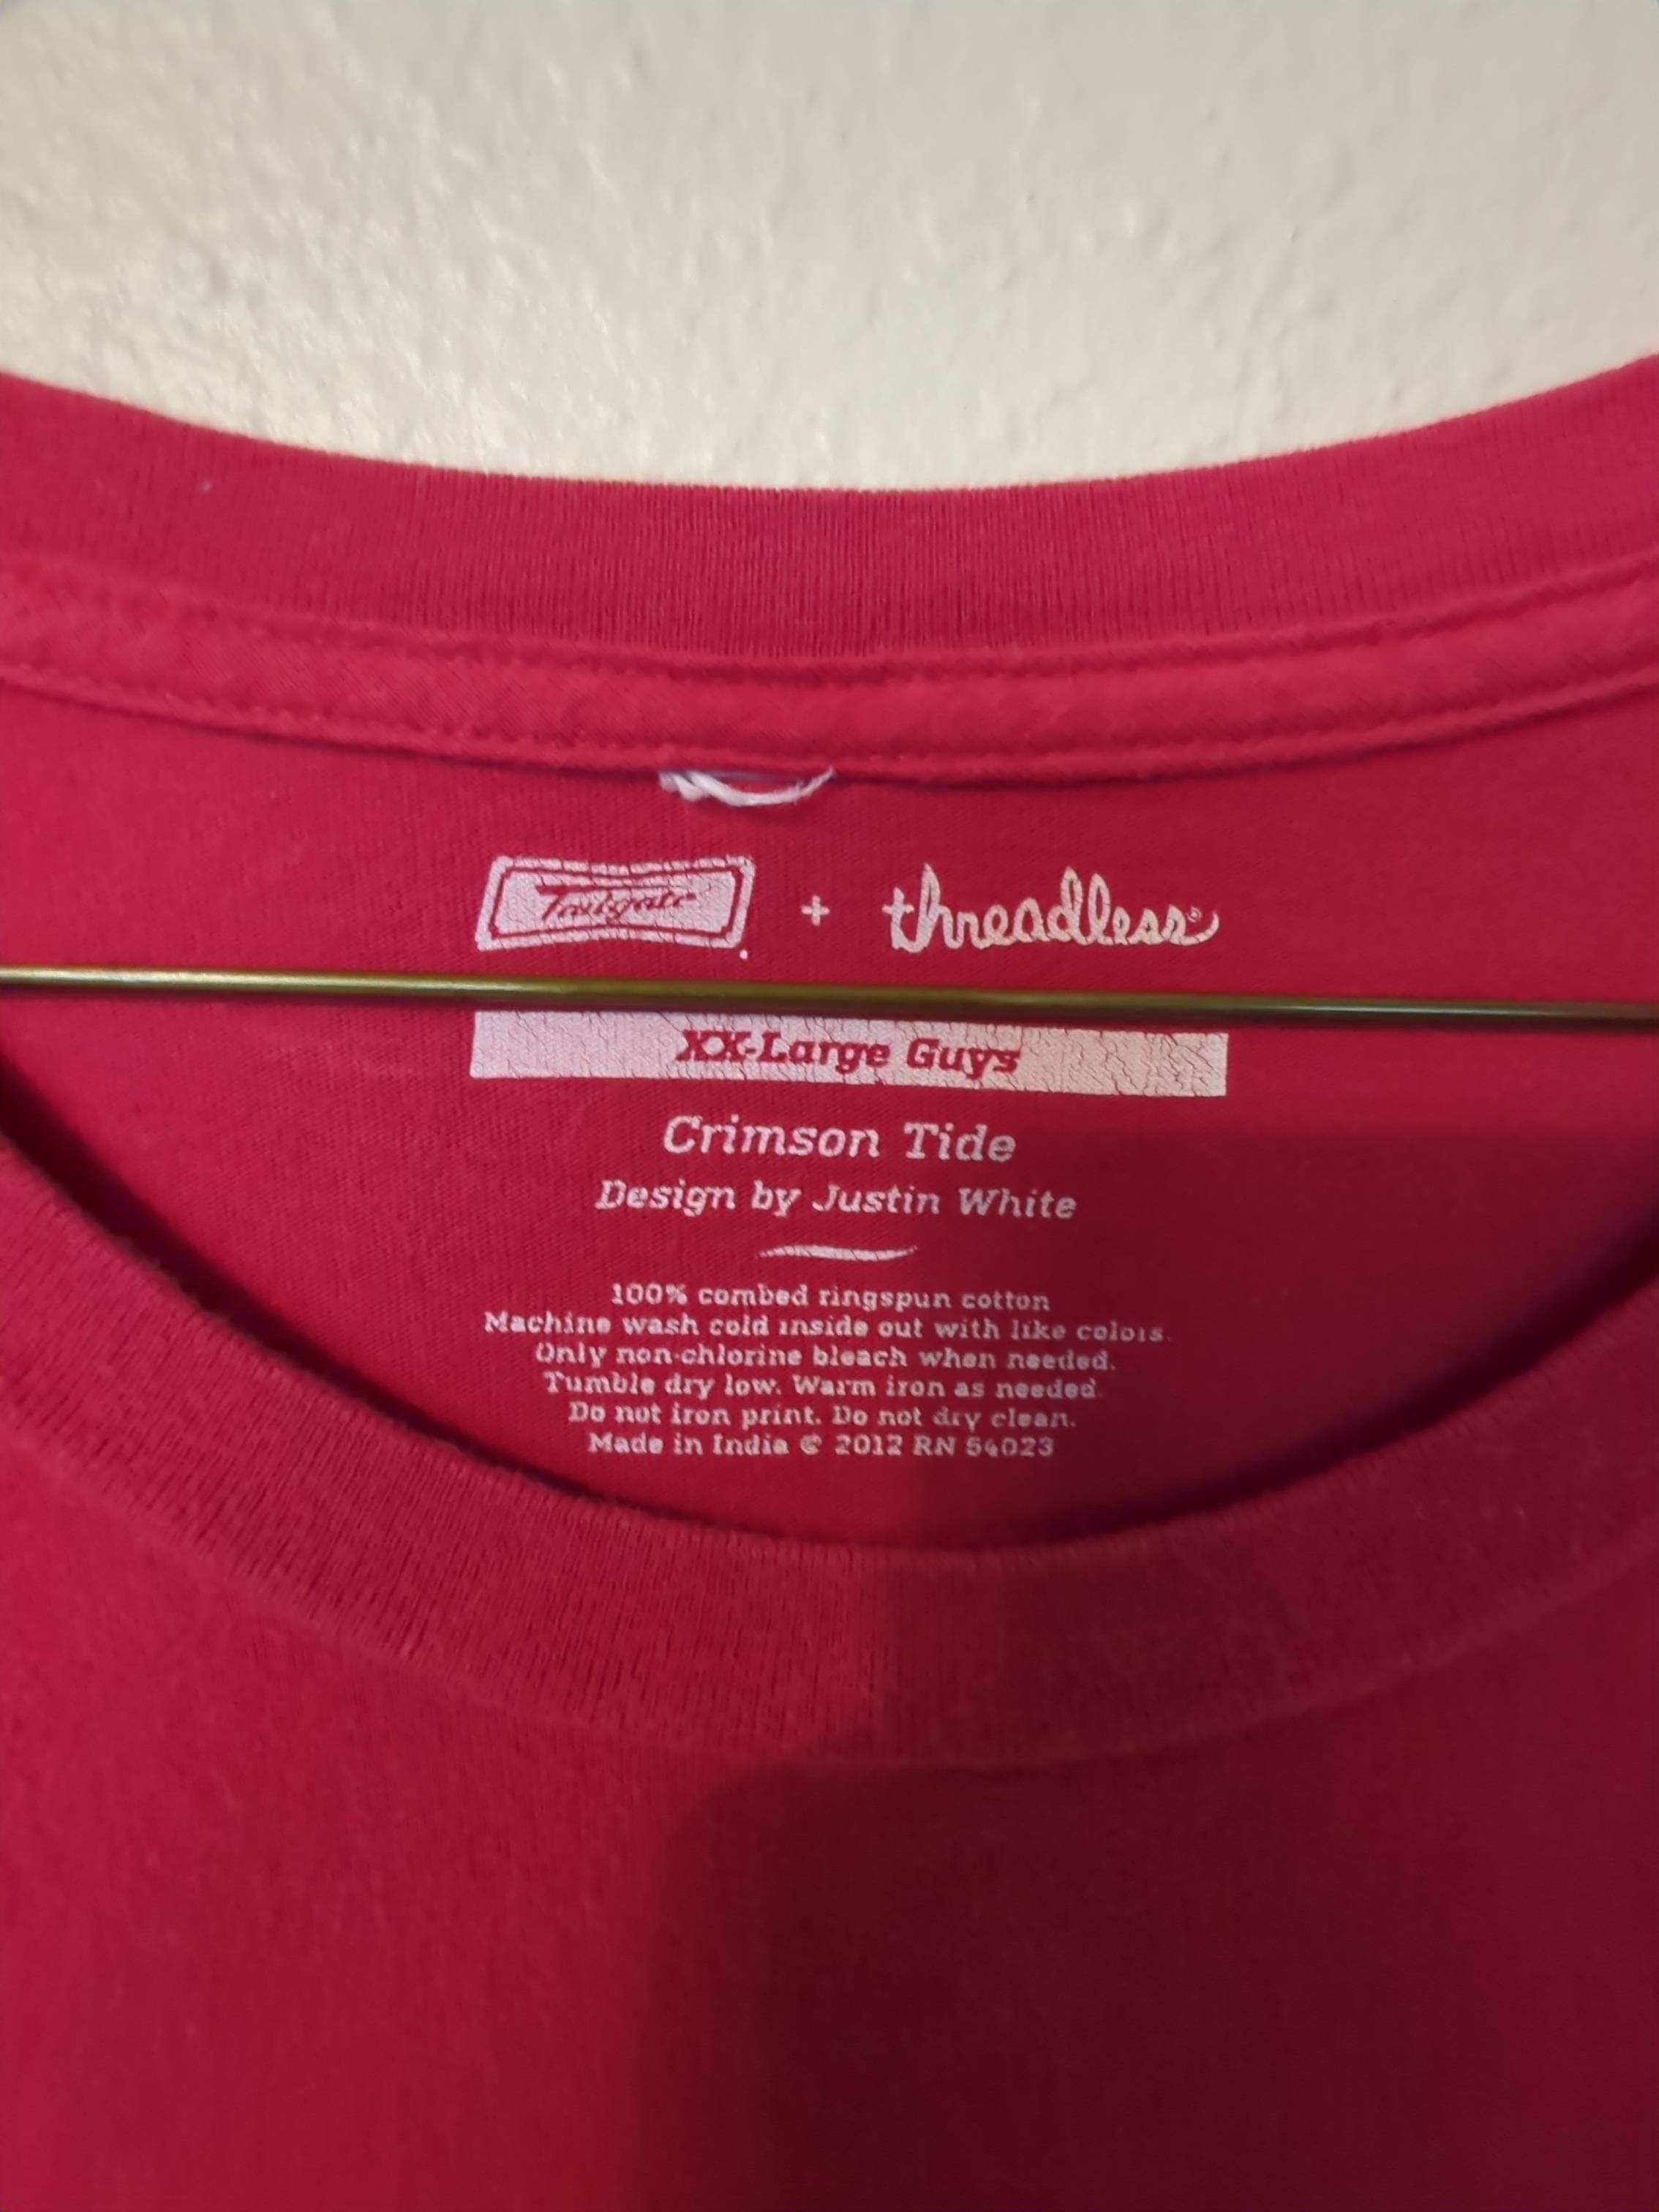 Tailgate + threadless®
XX-Large Guys
Crimson Tide
Design by Justin White
100% combed ringspun cotton
Machine wash cold inside out with like colors.
Only non-chlorine bleach when needed.
Tumble dry low. Warm iron as needed.
Do not iron print. Do not dry clean.
Made in India © 2012 RN 54023